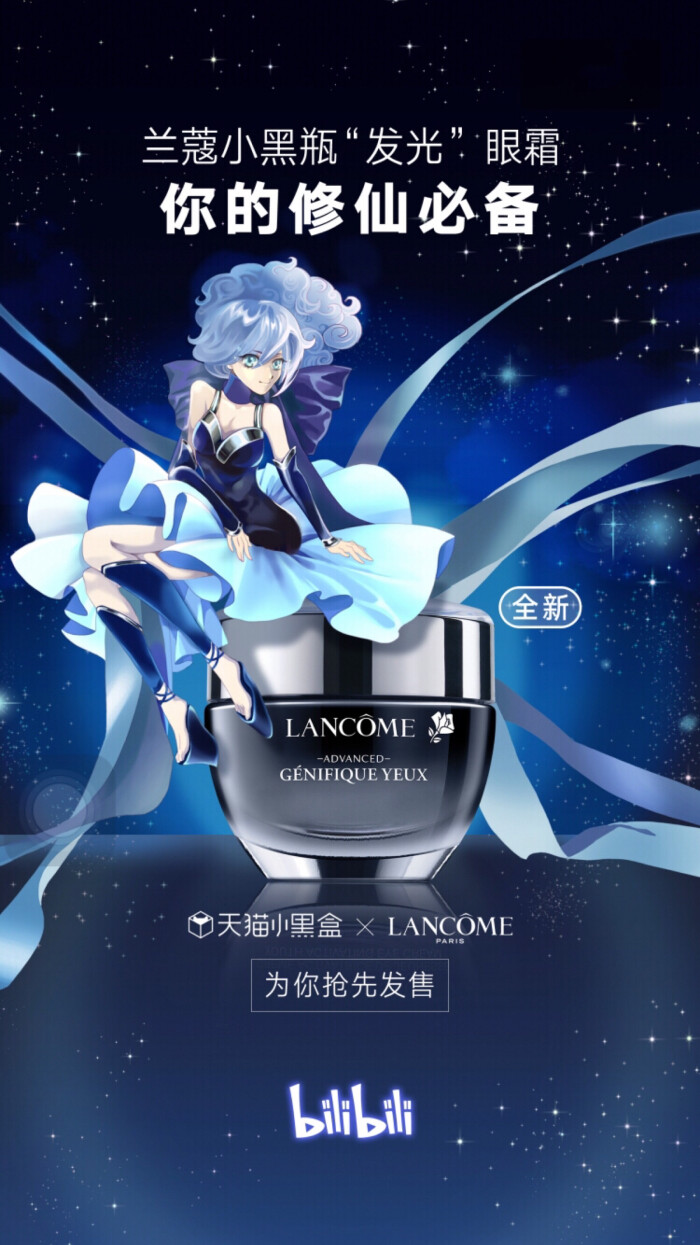 兰蔻小黑瓶“发光”眼霜
你的修仙必备
全新
LANCÔME
-ADVANCED-
GÉNIFIQUE YEUX
天猫小黑盒 × LANCÔME
PARIS
为你抢先发售
bilibili